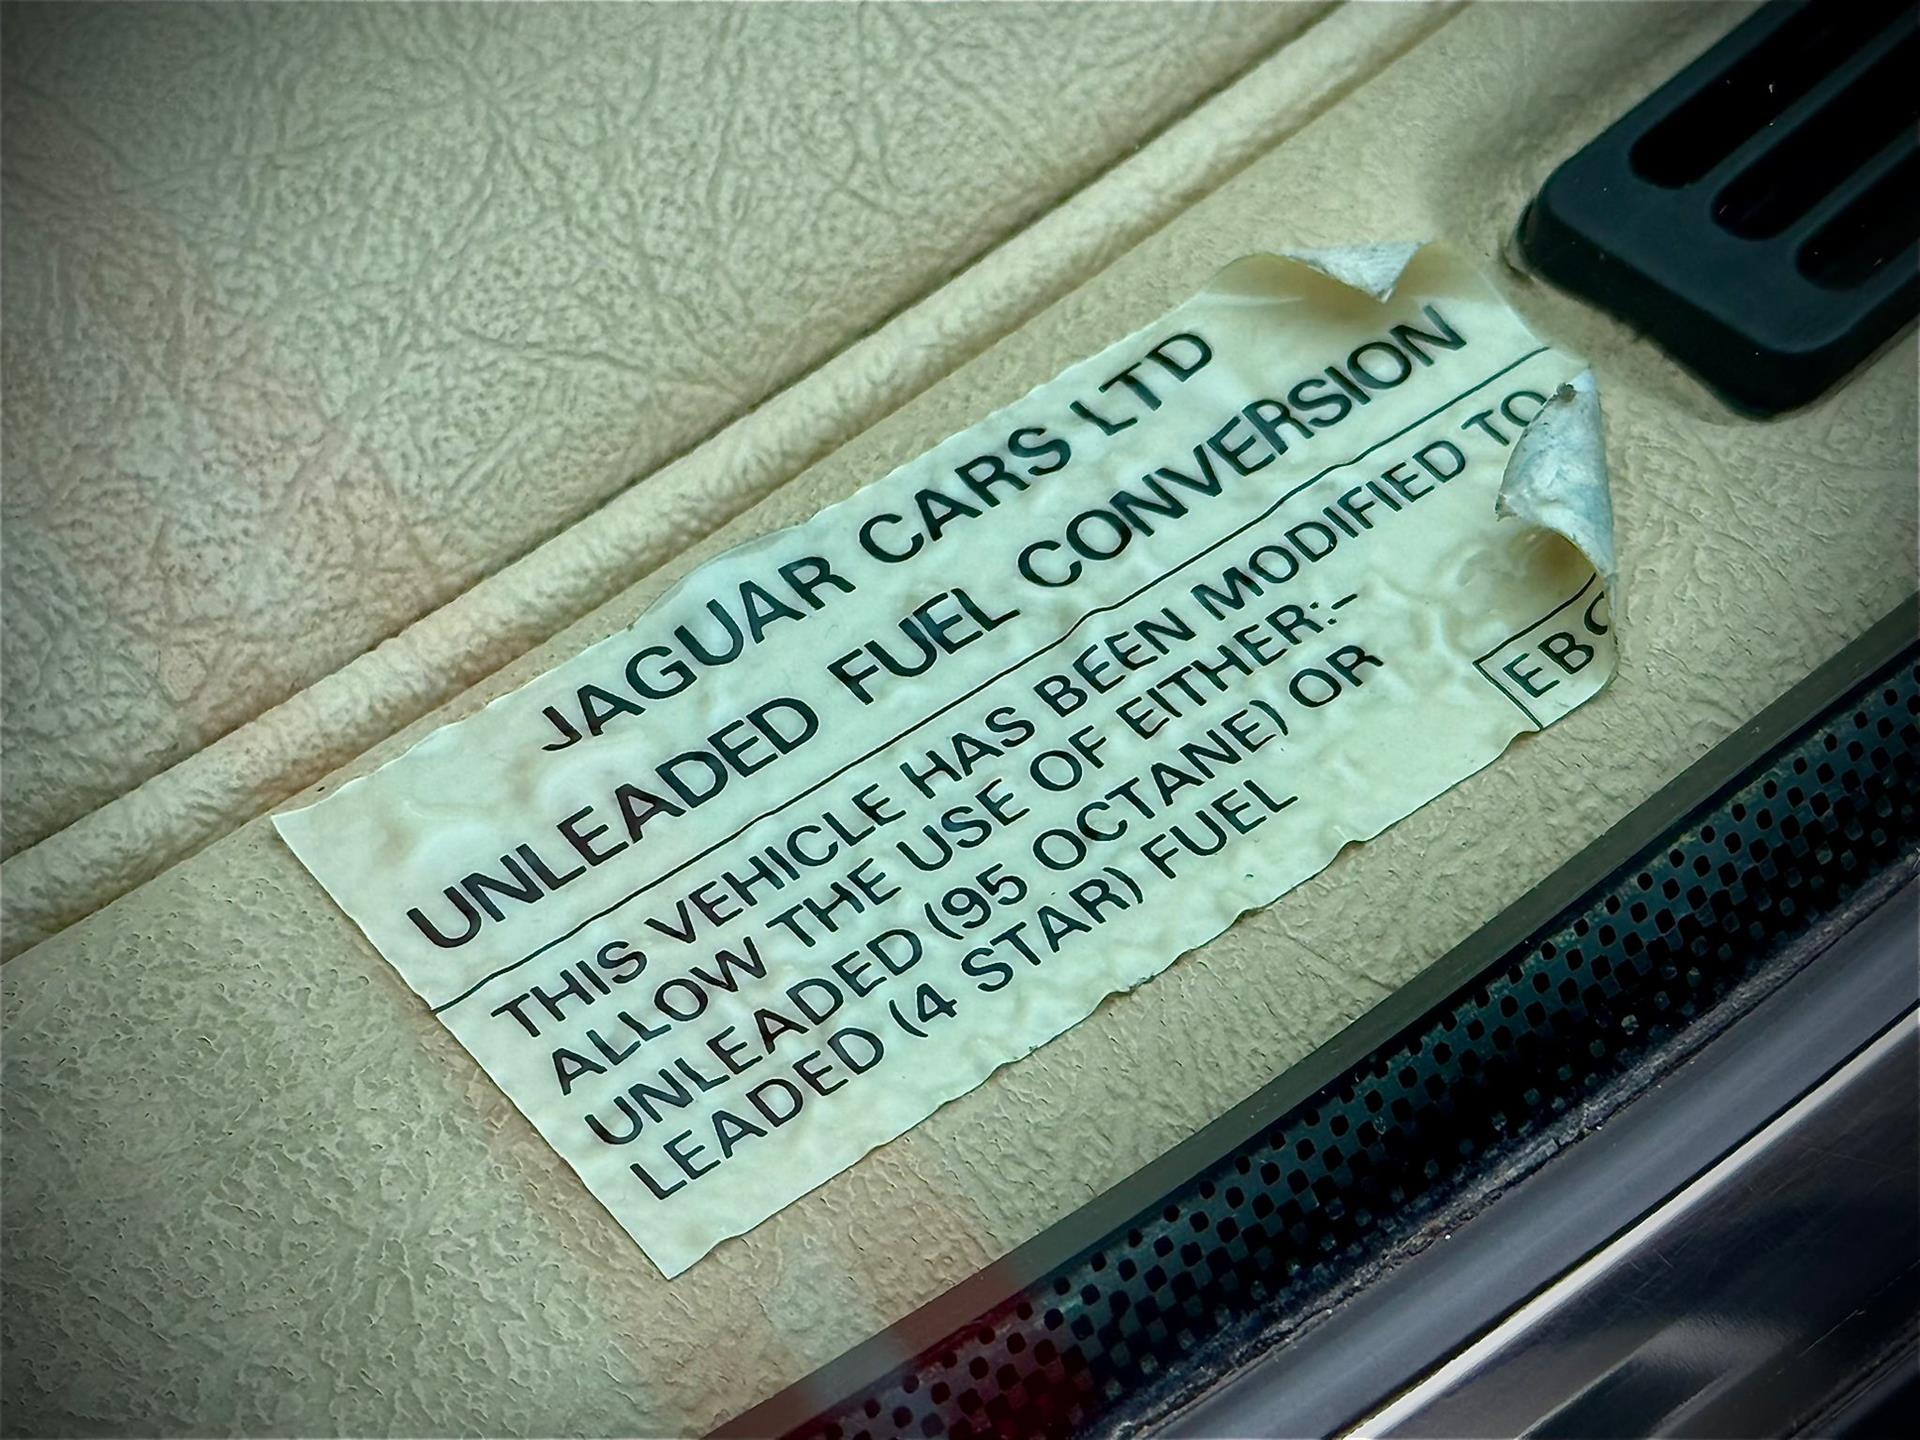 JAGUAR CARS LTD
UNLEADED FUEL CONVERSION
THIS VEHICLE HAS BEEN MODIFIED TO
ALLOW THE USE OF EITHER:-
UNLEADED (95 OCTANE) OR
LEADED (4 STAR) FUEL